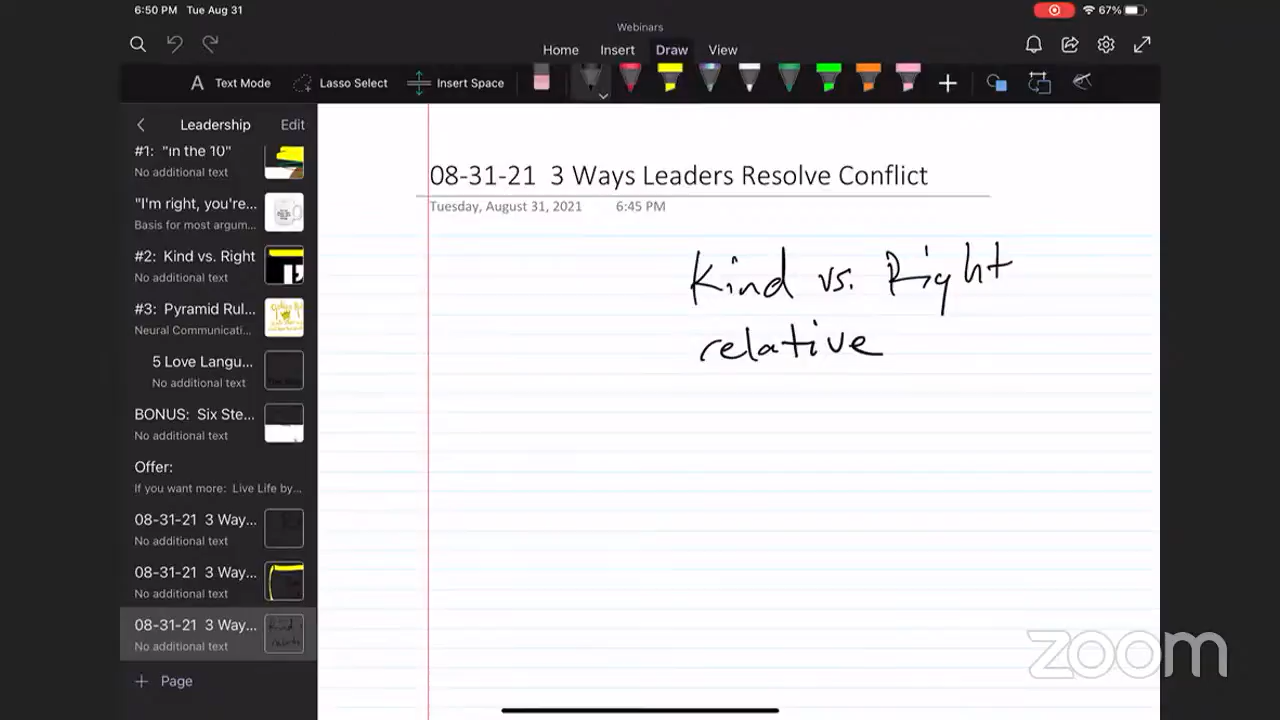 6:50 PM Tue Aug 31
67%
Webinars
Home Insert Draw View
Text Mode Lasso Select Insert Space
Leadership Edit
#1: "in the 10"
No additional text
"I'm right, you're...
Basis for most argum...
#2: Kind vs. Right
No additional text
#3: Pyramid Rul...
Neural Communicati...
5 Love Langu...
No additional text
BONUS: Six Ste...
No additional text
Offer:
If you want more: Live Life by...
08-31-21 3 Way...
No additional text
08-31-21 3 Way...
No additional text
08-31-21 3 Way...
No additional text
Page
08-31-21 3 Ways Leaders Resolve Conflict
Tuesday, August 31, 2021 6:45 PM
Kind vs. Right
relative
zoom